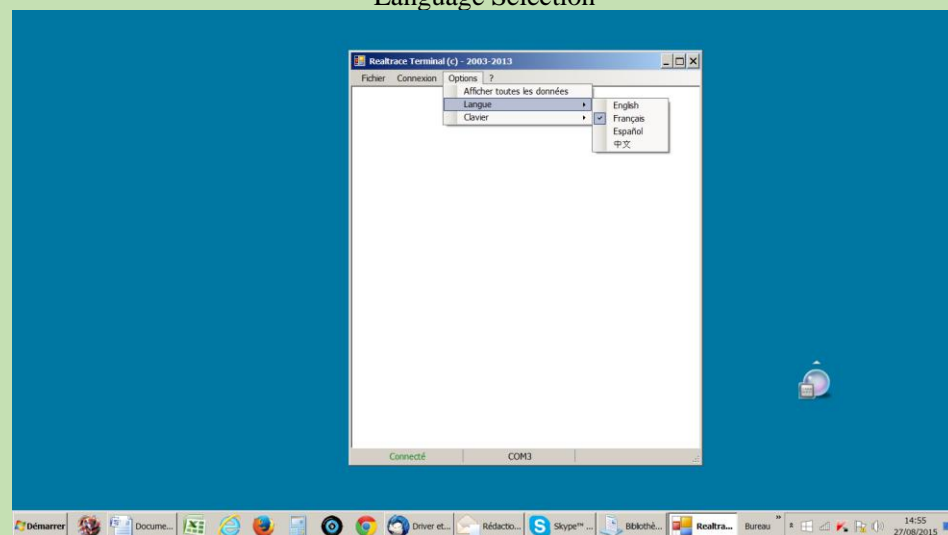 Language Selection
Realtrace Terminal (c) - 2003-2013
Fichier Connexion Options ?
Afficher toutes les données
Langue
Clavier
English
Français
Español
中文
Connecté COM3
Démarrer Docume... Driver et... Rédactio... Skype™ ... Bibliothè... Realtra... Bureau »
14:55
27/08/2015